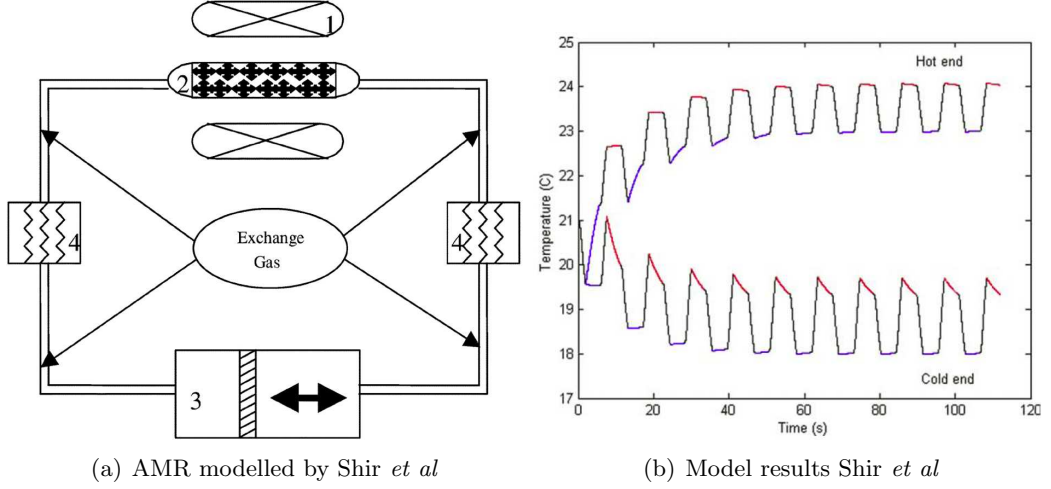 1
2
4
4
Exchange
Gas
3
25
24
23
22
21
20
19
18
17
Temperature (C)
Hot end
Cold end
0
20
40
60
80
100
120
Time (s)
(a) AMR modelled by Shir et al
(b) Model results Shir et al